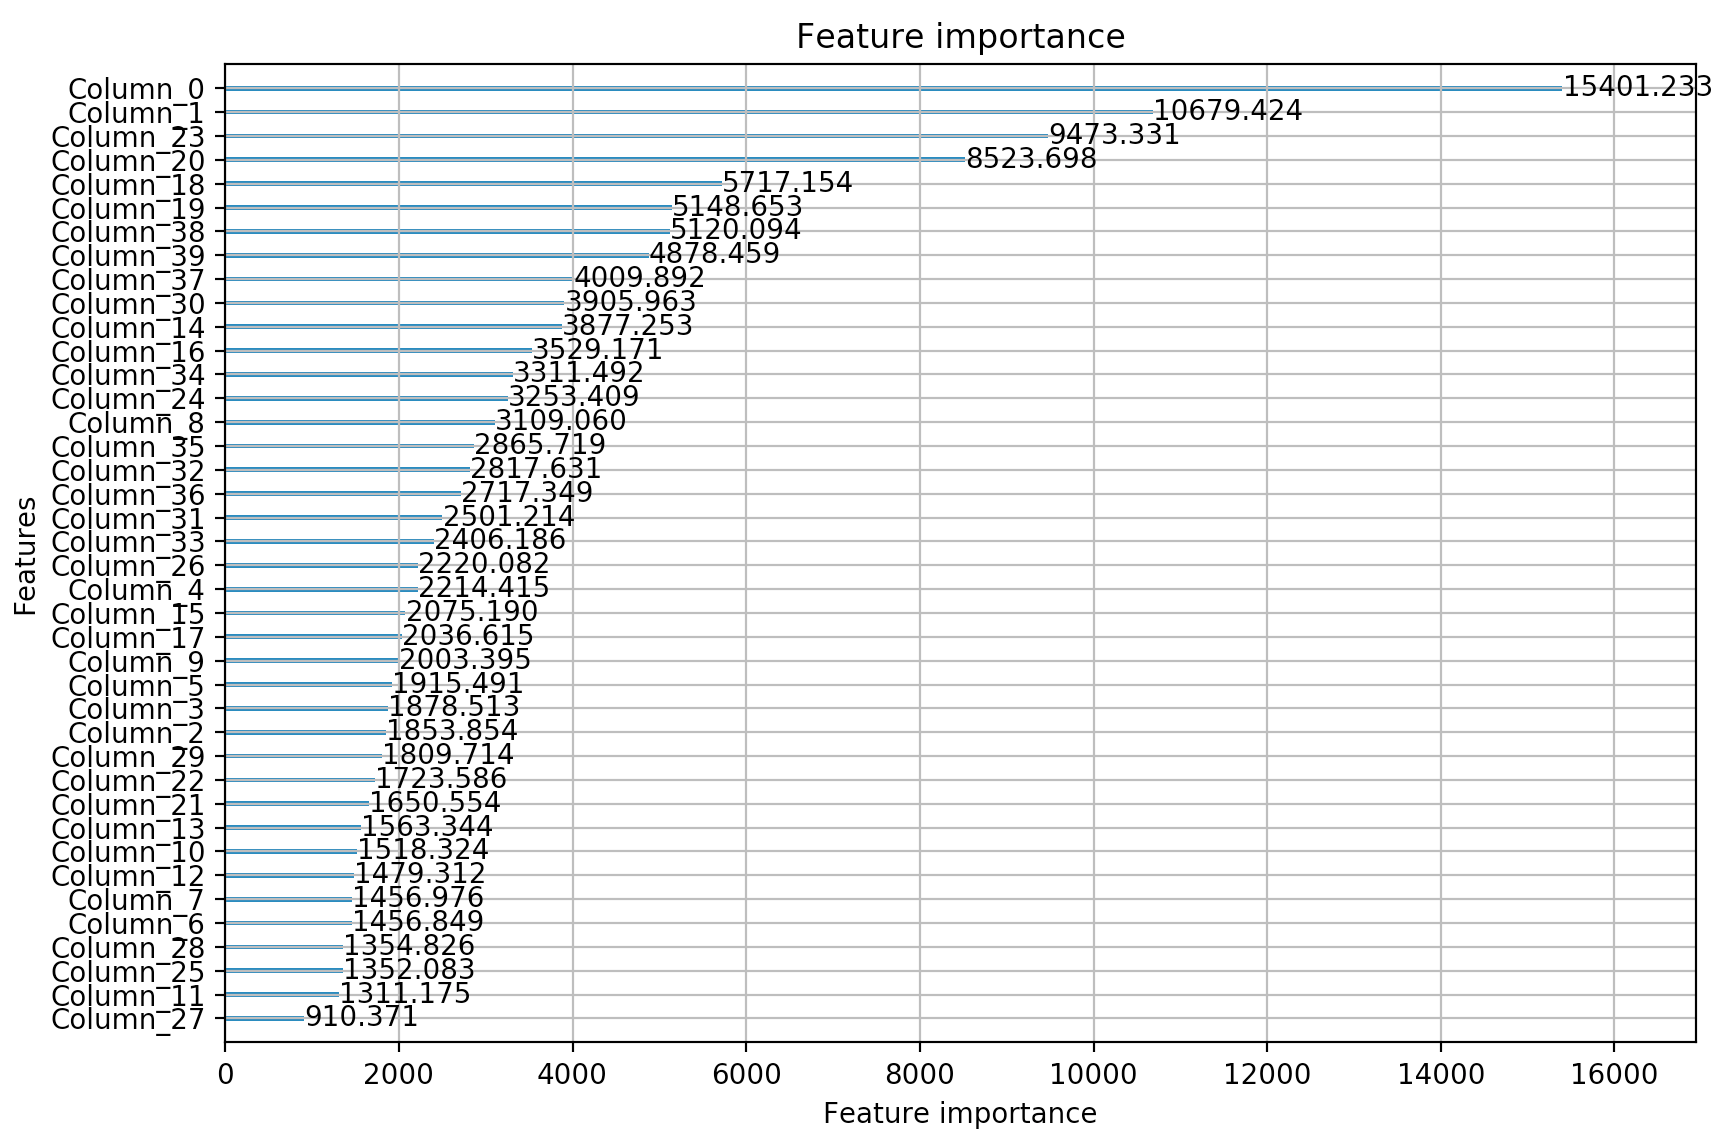 Feature importance
Column_0 15401.233
Column_1 10679.424
Column_23 9473.331
Column_20 8523.698
Column_18 5717.154
Column_19 5148.653
Column_38 5120.094
Column_39 4878.459
Column_37 4009.892
Column_30 3905.963
Column_14 3877.253
Column_16 3529.171
Column_34 3311.492
Column_24 3253.409
Column_8 3109.060
Column_35 2865.719
Column_32 2817.631
Column_36 2717.349
Column_31 2501.214
Column_33 2406.186
Column_26 2220.082
Column_4 2214.415
Column_15 2075.190
Column_17 2036.615
Column_9 2003.395
Column_5 1915.491
Column_3 1878.513
Column_2 1853.854
Column_29 1809.714
Column_22 1723.586
Column_21 1650.554
Column_13 1563.344
Column_10 1518.324
Column_12 1479.312
Column_7 1456.976
Column_6 1456.849
Column_28 1354.826
Column_25 1352.083
Column_11 1311.175
Column_27 910.371
Features
0 2000 4000 6000 8000 10000 12000 14000 16000
Feature importance